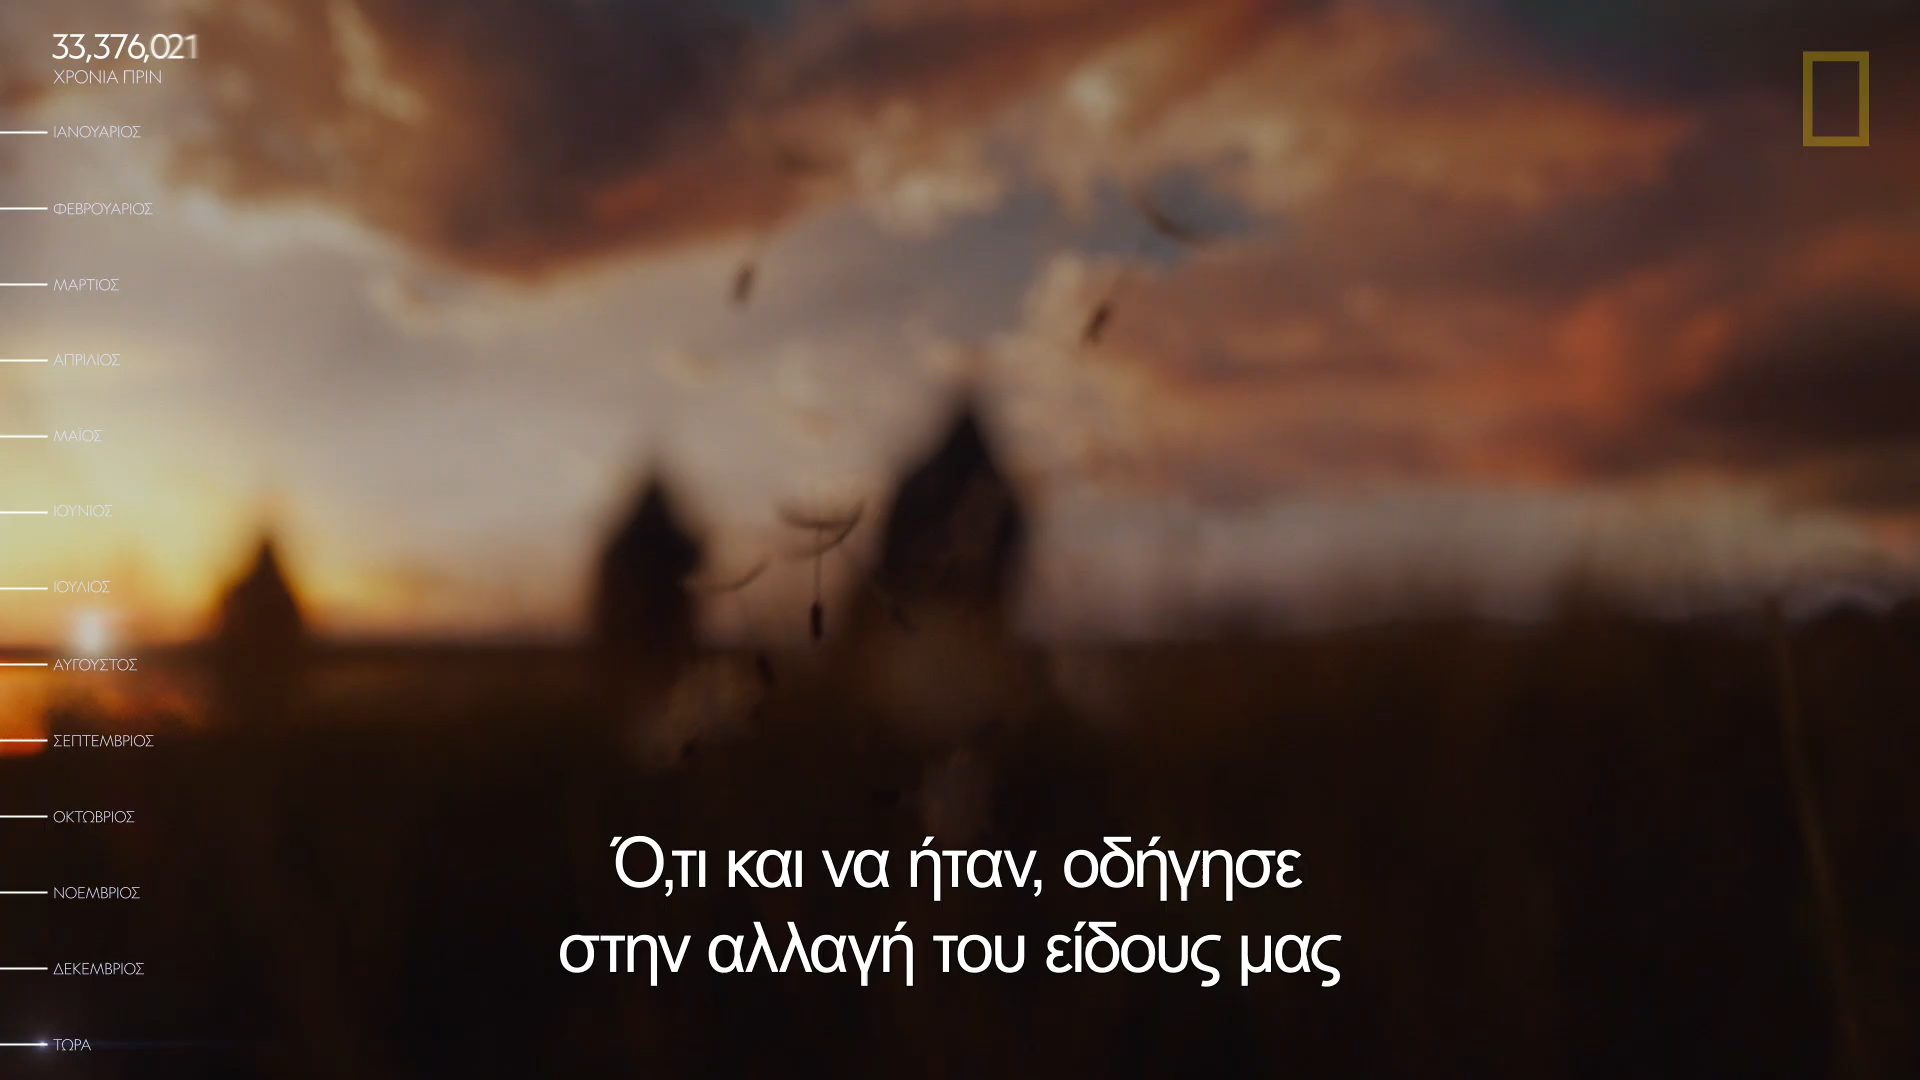 33,376,021
ΧΡΟΝΙΑ ΠΡΙΝ
ΙΑΝΟΥΑΡΙΟΣ
ΦΕΒΡΟΥΑΡΙΟΣ
ΜΑΡΤΙΟΣ
ΑΠΡΙΛΙΟΣ
ΜΑΪΟΣ
ΙΟΥΝΙΟΣ
ΙΟΥΛΙΟΣ
ΑΥΓΟΥΣΤΟΣ
ΣΕΠΤΕΜΒΡΙΟΣ
ΟΚΤΩΒΡΙΟΣ
ΝΟΕΜΒΡΙΟΣ
ΔΕΚΕΜΒΡΙΟΣ
ΤΩΡΑ
Ό,τι και να ήταν, οδήγησε
στην αλλαγή του είδους μας